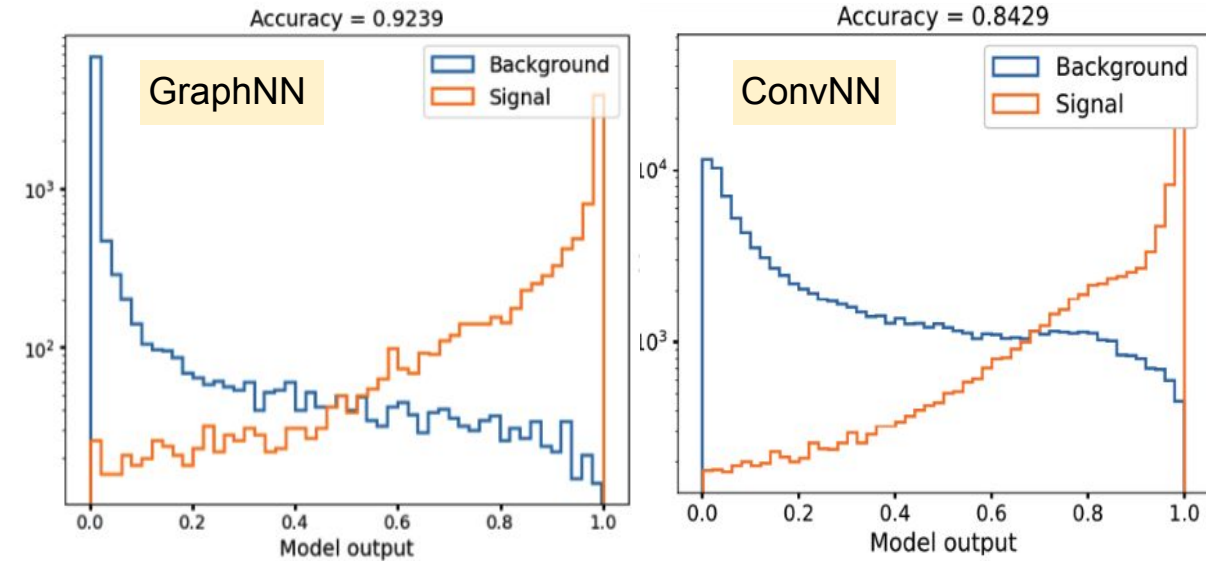 Accuracy = 0.9239
GraphNN
Background
Signal
10³
10²
0.0 0.2 0.4 0.6 0.8 1.0
Model output
Accuracy = 0.8429
ConvNN
Background
Signal
10⁴
10³
0.0 0.2 0.4 0.6 0.8 1.0
Model output